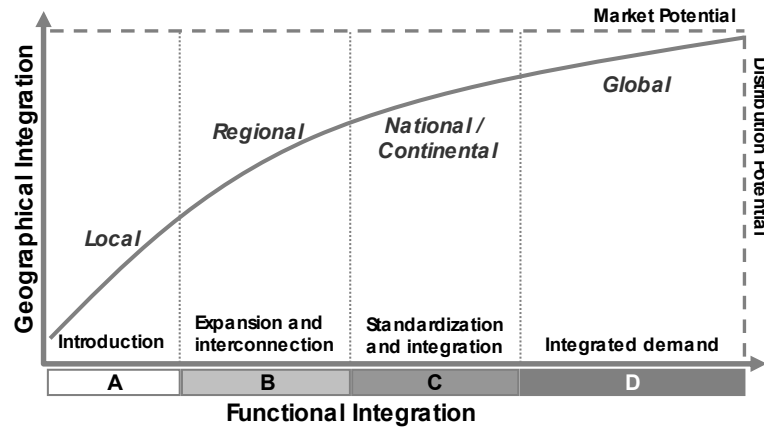 Market Potential
Distribution Potential
Geographical Integration
Global
Regional
National /
Continental
Local
Introduction
Expansion and
interconnection
Standardization
and integration
Integrated demand
A
B
C
D
Functional Integration